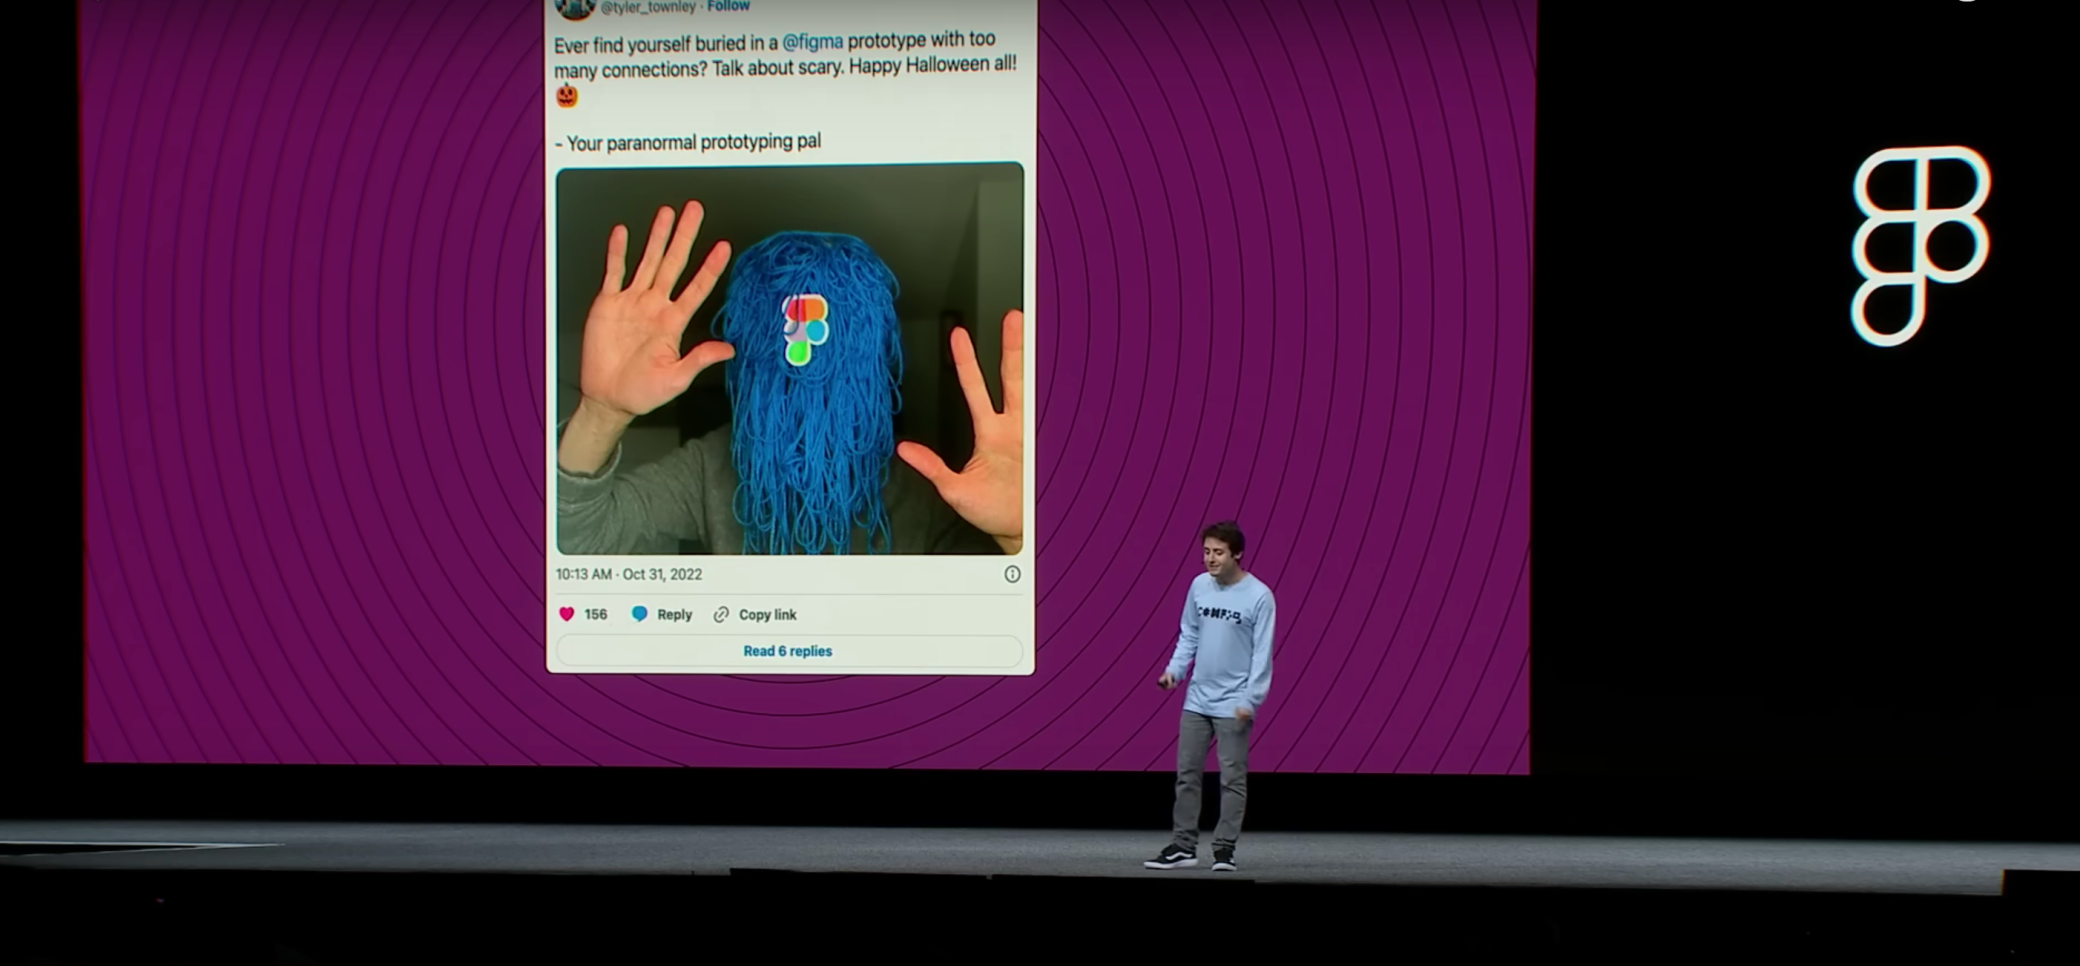 @tyler_townley · Follow
Ever find yourself buried in a @figma prototype with too
many connections? Talk about scary. Happy Halloween all!
🎃
- Your paranormal prototyping pal
10:13 AM · Oct 31, 2022
156 Reply Copy link
Read 6 replies
CONFIG